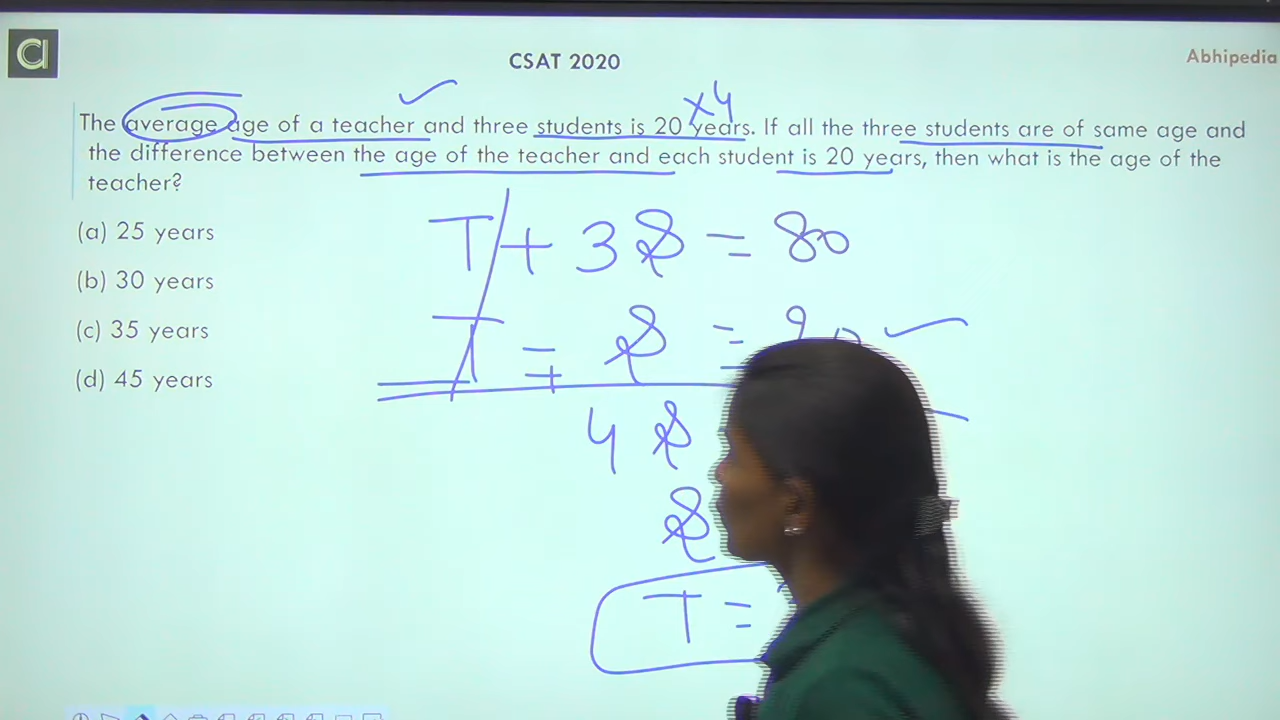 CSAT 2020
Abhipedia
×4
The average age of a teacher and three students is 20 years. If all the three students are of same age and
the difference between the age of the teacher and each student is 20 years, then what is the age of the
teacher?
(a) 25 years
(b) 30 years
(c) 35 years
(d) 45 years
T + 3S = 80
T - S = 20
+
4S
S
T =